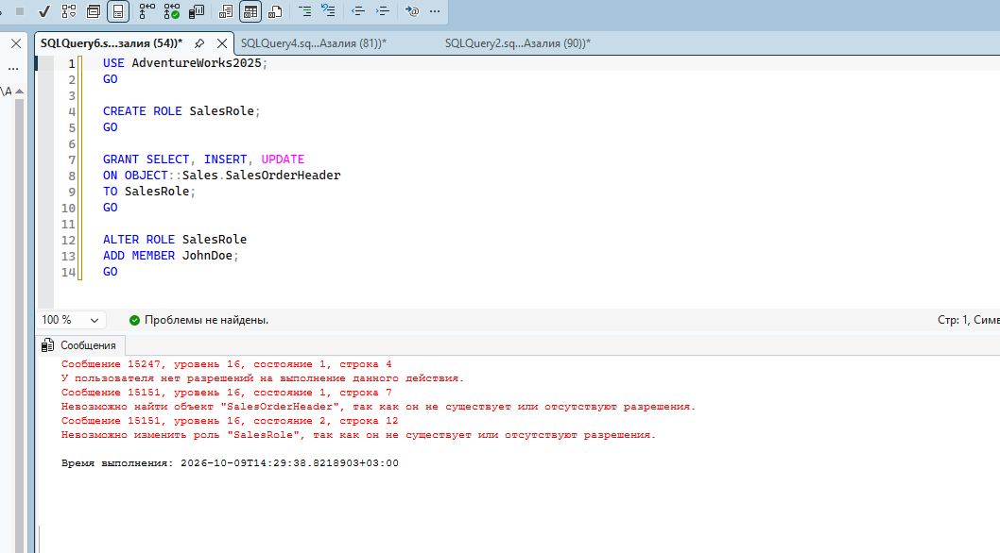 SQLQuery6.s...залия (54))*
SQLQuery4.sq...Азалия (81))*
SQLQuery2.sq...Азалия (90))*
\A
1 USE AdventureWorks2025;
2 GO
3
4 CREATE ROLE SalesRole;
5 GO
6
7 GRANT SELECT, INSERT, UPDATE
8 ON OBJECT::Sales.SalesOrderHeader
9 TO SalesRole;
10 GO
11
12 ALTER ROLE SalesRole
13 ADD MEMBER JohnDoe;
14 GO
100 %
Проблемы не найдены.
Стр: 1, Симв
Сообщения
Сообщение 15247, уровень 16, состояние 1, строка 4
У пользователя нет разрешений на выполнение данного действия.
Сообщение 15151, уровень 16, состояние 1, строка 7
Невозможно найти объект "SalesOrderHeader", так как он не существует или отсутствуют разрешения.
Сообщение 15151, уровень 16, состояние 2, строка 12
Невозможно изменить роль "SalesRole", так как он не существует или отсутствуют разрешения.
Время выполнения: 2026-10-09T14:29:38.8218903+03:00